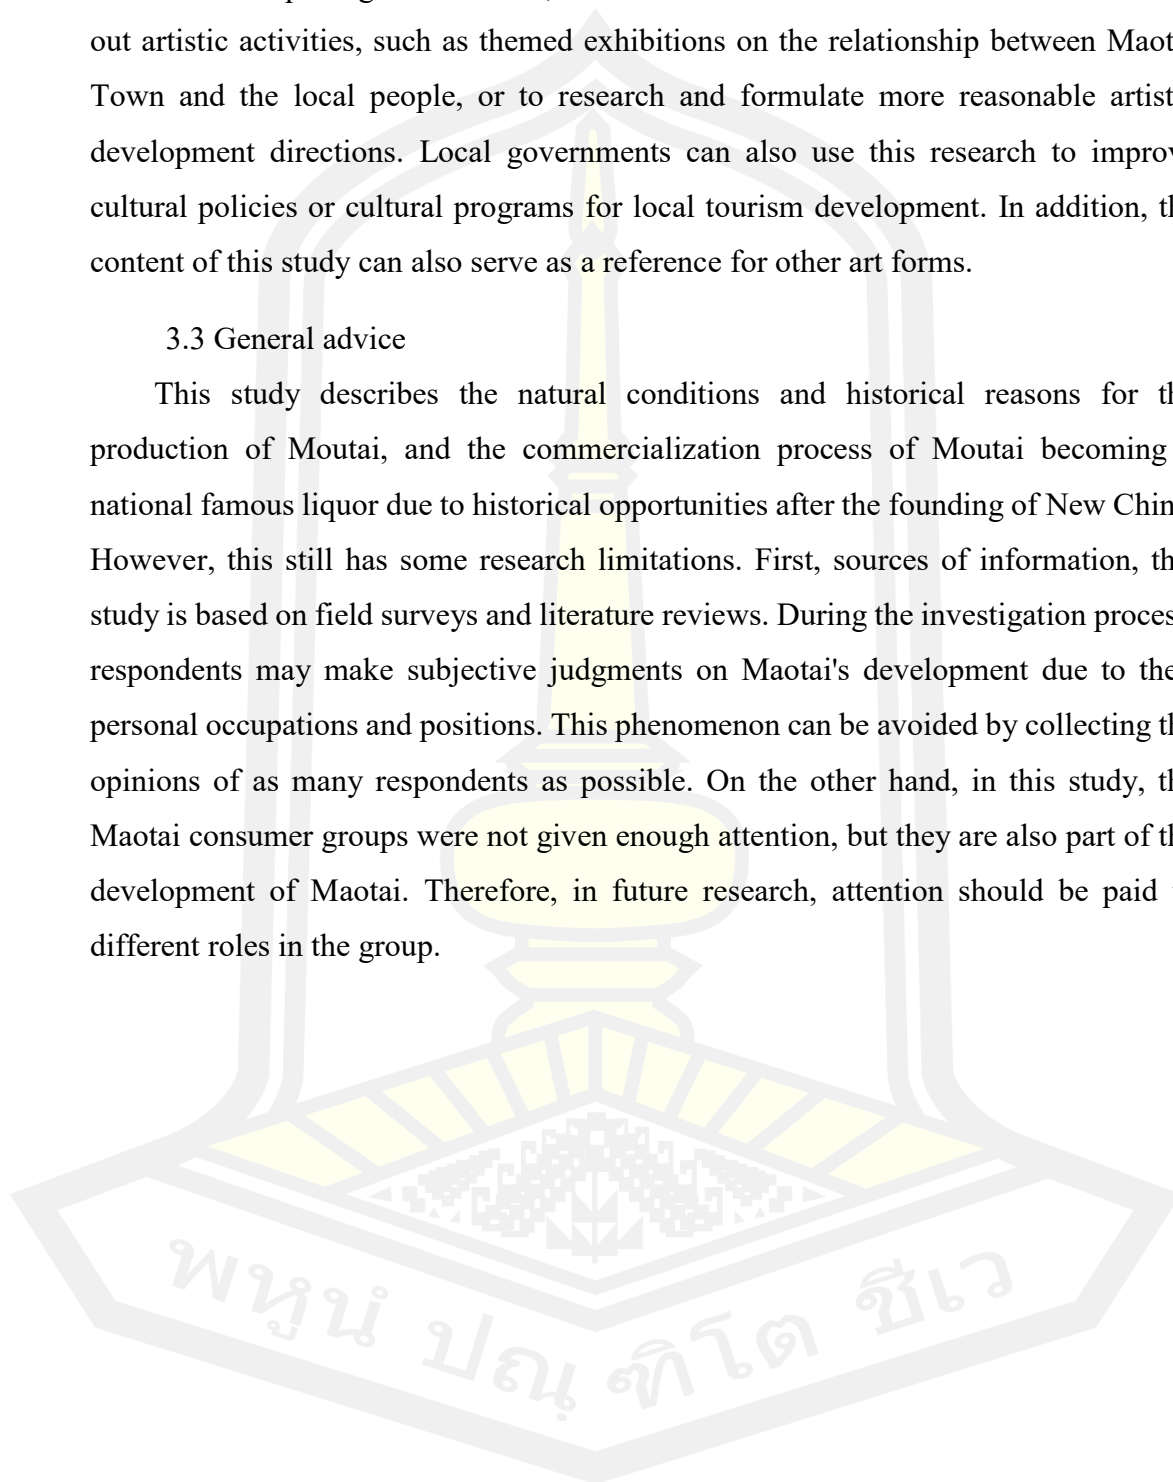 out artistic activities, such as themed exhibitions on the relationship between Maot
Town and the local people, or to research and formulate more reasonable artist
development directions. Local governments can also use this research to improv
cultural policies or cultural programs for local tourism development. In addition, th
content of this study can also serve as a reference for other art forms.
3.3 General advice
This study describes the natural conditions and historical reasons for th
production of Moutai, and the commercialization process of Moutai becoming
national famous liquor due to historical opportunities after the founding of New Chin
However, this still has some research limitations. First, sources of information, th
study is based on field surveys and literature reviews. During the investigation proces
respondents may make subjective judgments on Maotai's development due to the
personal occupations and positions. This phenomenon can be avoided by collecting th
opinions of as many respondents as possible. On the other hand, in this study, th
Maotai consumer groups were not given enough attention, but they are also part of th
development of Maotai. Therefore, in future research, attention should be paid
different roles in the group.
พหูนํ ปณฺฑิโต ชีเว